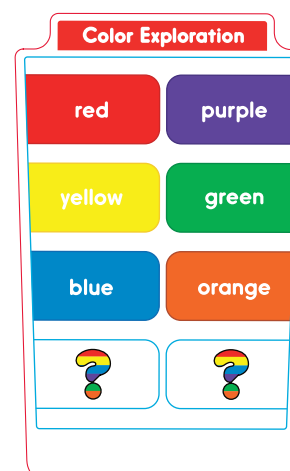 Color Exploration
red purple
yellow green
blue orange
? ?